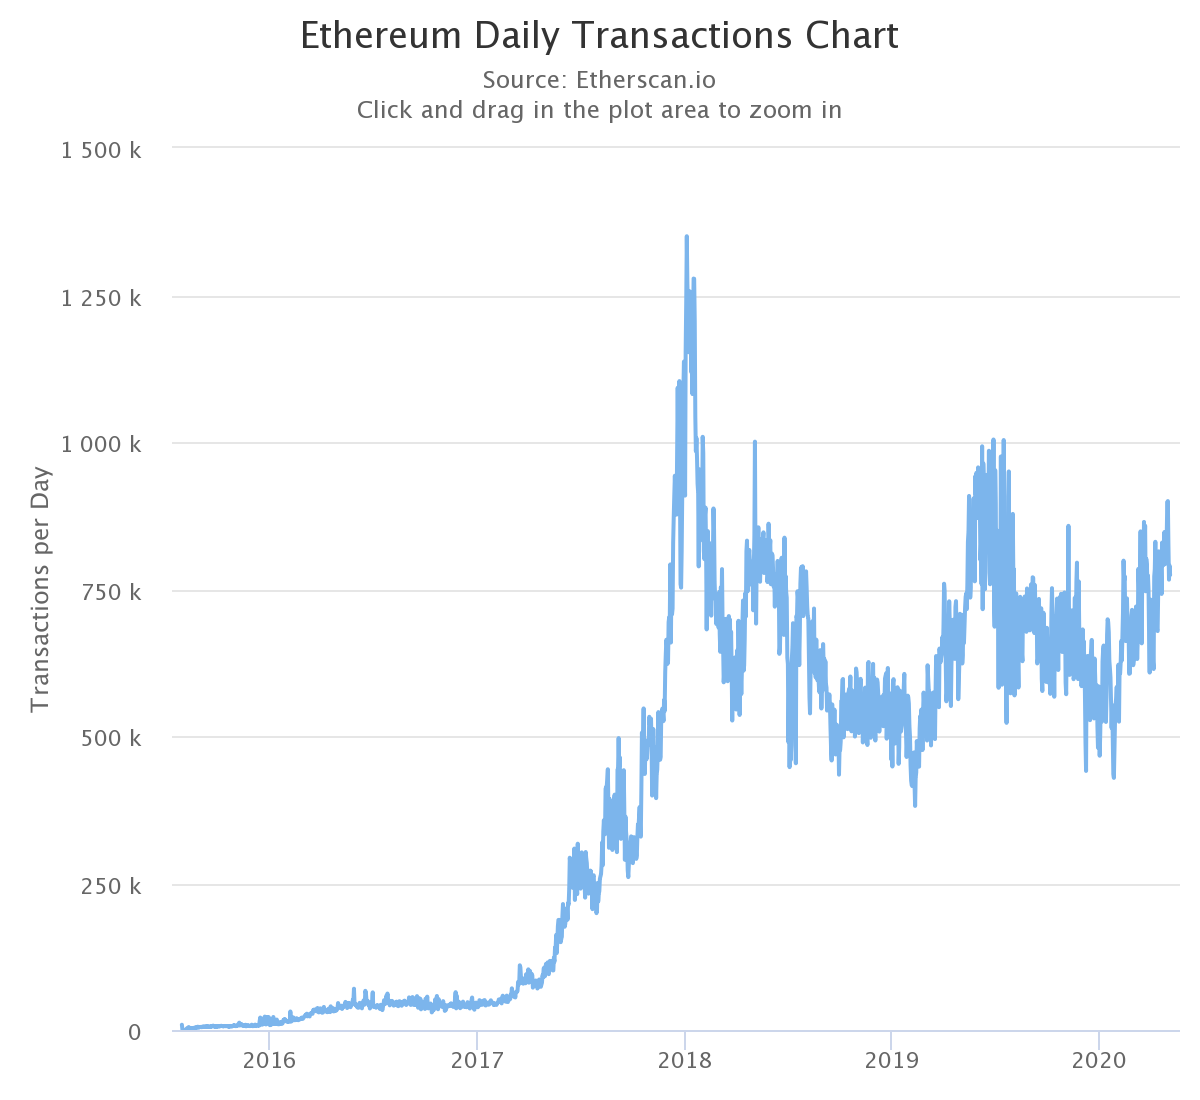 Ethereum Daily Transactions Chart
Source: Etherscan.io
Click and drag in the plot area to zoom in
Transactions per Day
1 500 k
1 250 k
1 000 k
750 k
500 k
250 k
0
2016
2017
2018
2019
2020